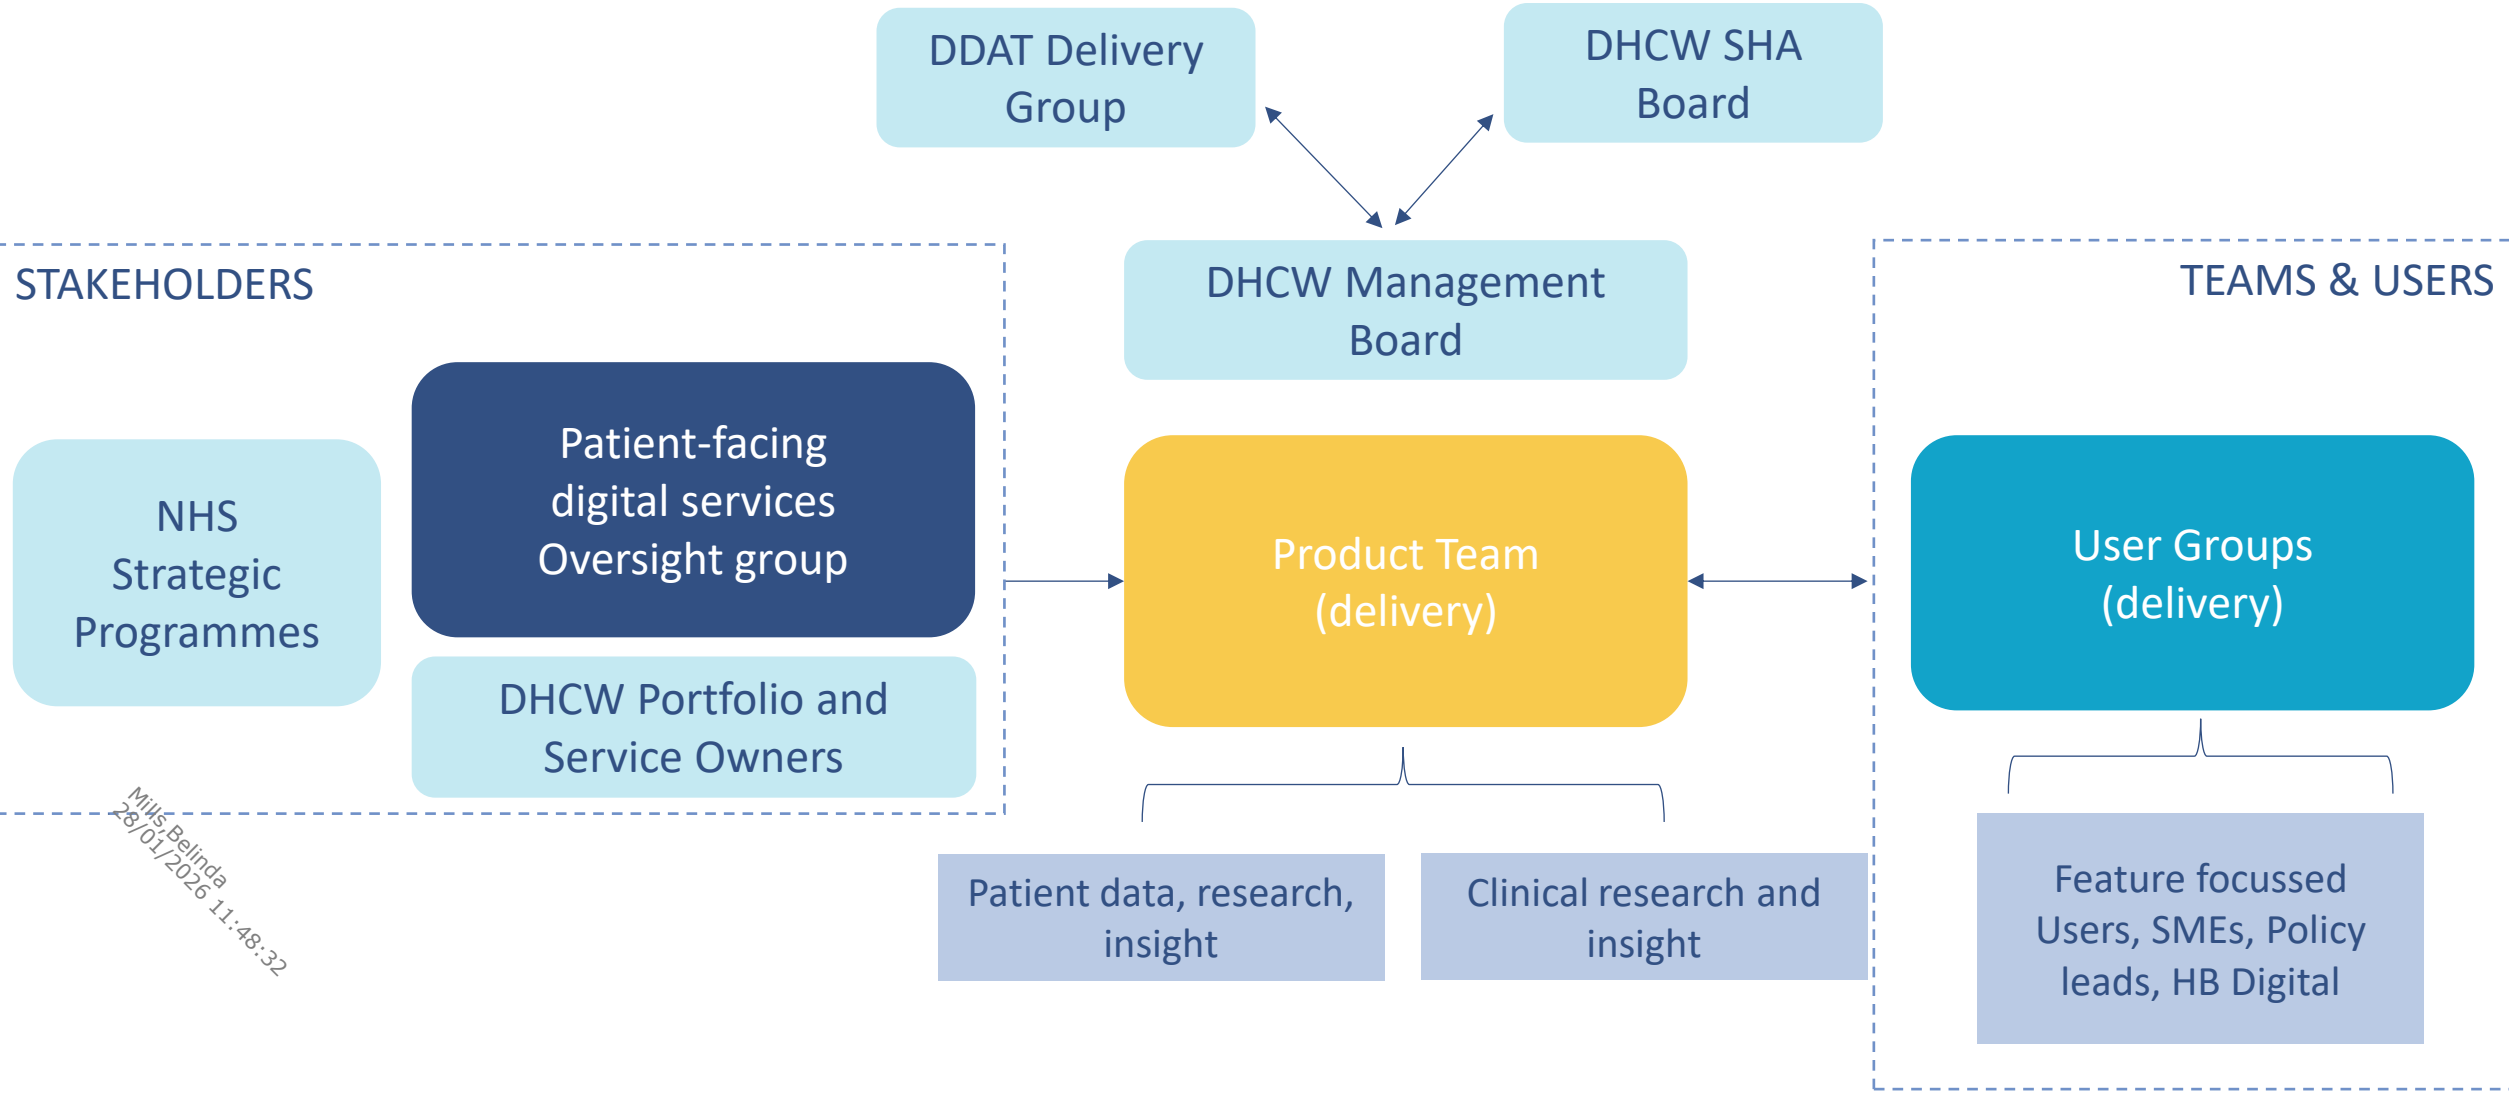 DDAT Delivery
Group
DHCW SHA
Board
STAKEHOLDERS
DHCW Management
Board
TEAMS & USERS
NHS
Strategic
Programmes
Patient-facing
digital services
Oversight group
DHCW Portfolio and
Service Owners
Product Team
(delivery)
User Groups
(delivery)
Patient data, research,
insight
Clinical research and
insight
Feature focussed
Users, SMEs, Policy
leads, HB Digital
Mills,Belinda
28/01/2026 11:48:32